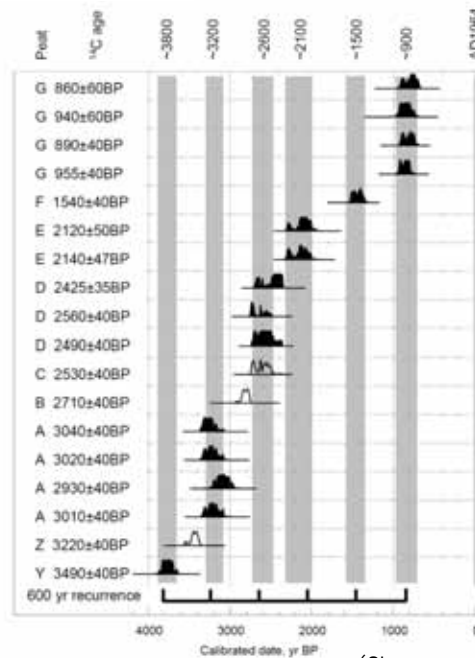 Peat
¹⁴C age
~3800
~3200
~2600
~2100
~1500
~900
G 860±60BP
G 940±60BP
G 890±40BP
G 955±40BP
F 1540±40BP
E 2120±50BP
E 2140±47BP
D 2425±35BP
D 2560±40BP
D 2490±40BP
C 2530±40BP
B 2710±40BP
A 3040±40BP
A 3020±40BP
A 2930±40BP
A 3010±40BP
Z 3220±40BP
Y 3490±40BP
600 yr recurrence
4000 3000 2000 1000 0
Calibrated date, yr BP